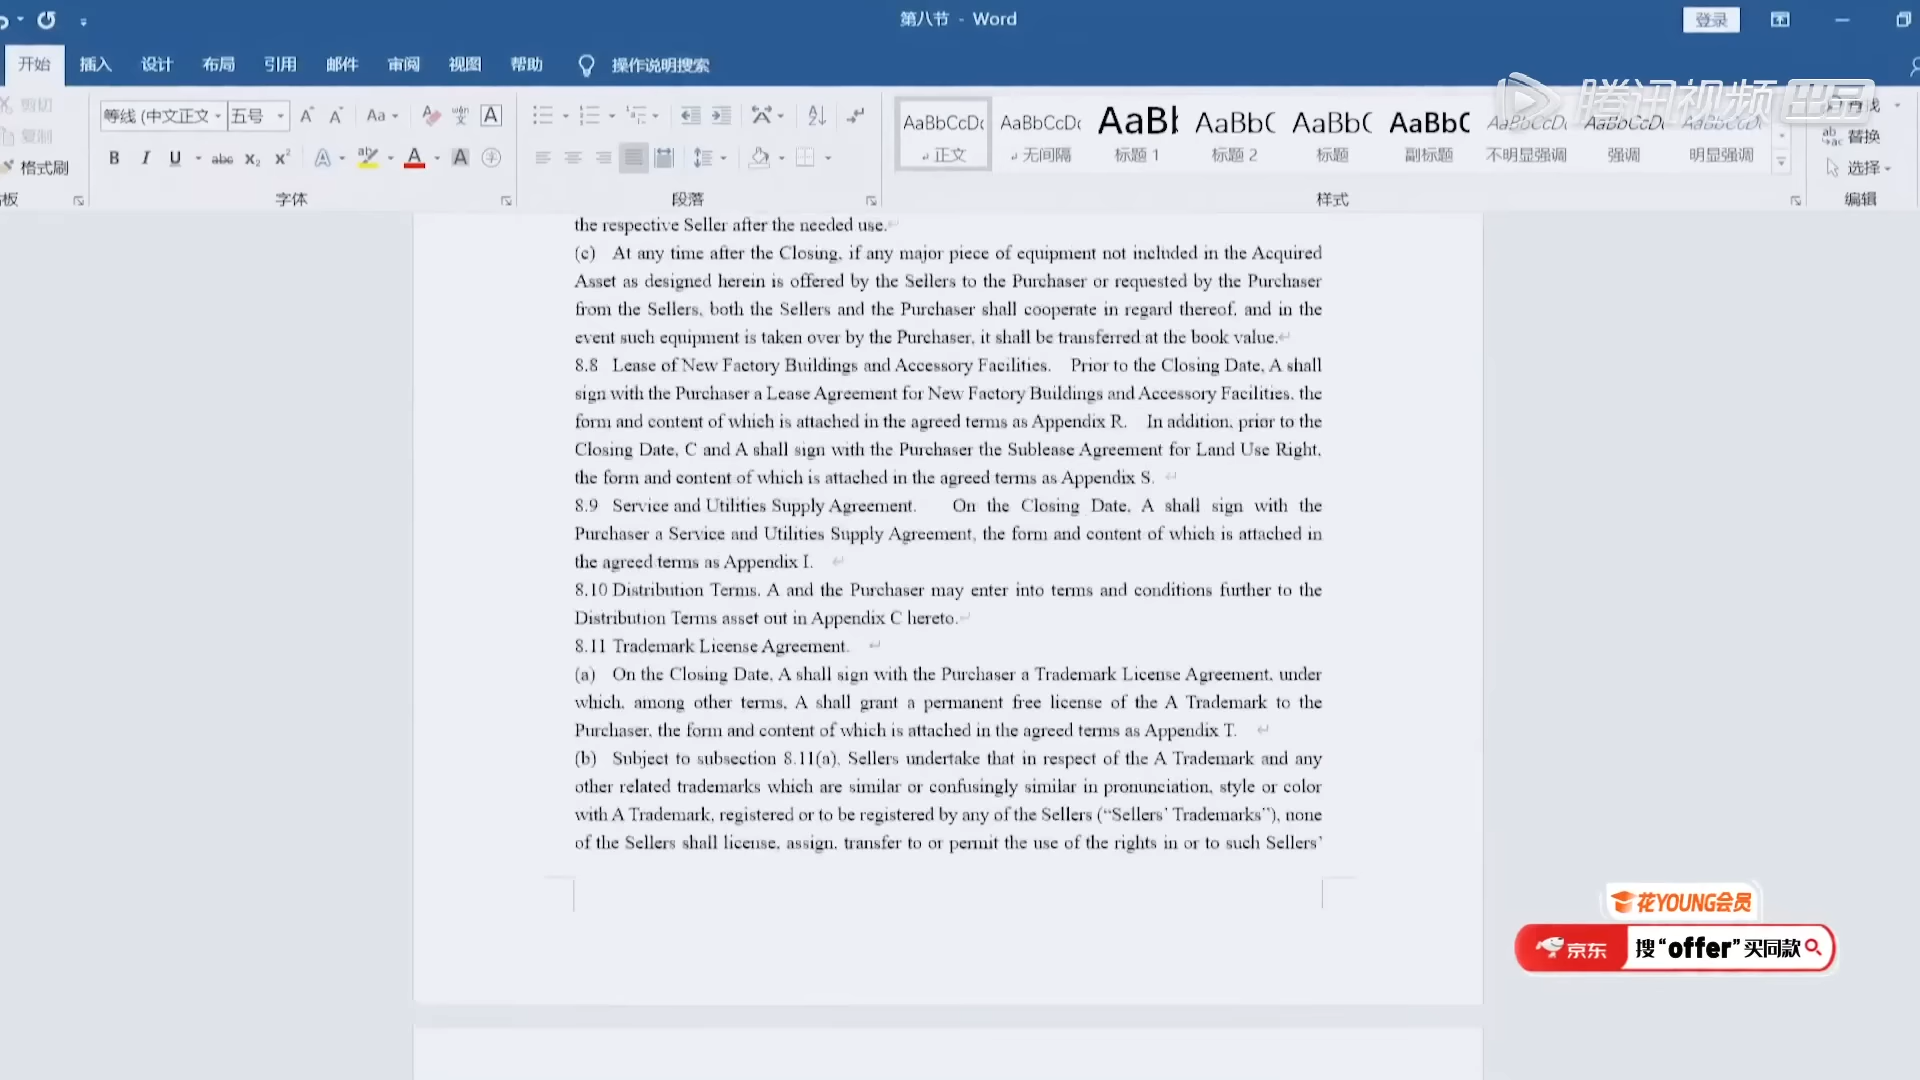 第八节 - Word
登录
开始 插入 设计 布局 引用 邮件 审阅 视图 帮助 操作说明搜索
剪切
复制
格式刷
等线 (中文正文 五号
字体
段落
AaBbCcDc AaBbCcDc AaBb AaBbC AaBbC AaBbC AaBbCcDc AaBbCcDc AaBbCcDc
正文 无间隔 标题 1 标题 2 标题 副标题 不明显强调 强调 明显强调
样式
查找
替换
选择
编辑
腾讯视频 出品
the respective Seller after the needed use.
(c) At any time after the Closing, if any major piece of equipment not included in the Acquired
Asset as designed herein is offered by the Sellers to the Purchaser or requested by the Purchaser
from the Sellers, both the Sellers and the Purchaser shall cooperate in regard thereof, and in the
event such equipment is taken over by the Purchaser, it shall be transferred at the book value.
8.8 Lease of New Factory Buildings and Accessory Facilities. Prior to the Closing Date, A shall
sign with the Purchaser a Lease Agreement for New Factory Buildings and Accessory Facilities, the
form and content of which is attached in the agreed terms as Appendix R. In addition, prior to the
Closing Date, C and A shall sign with the Purchaser the Sublease Agreement for Land Use Right,
the form and content of which is attached in the agreed terms as Appendix S.
8.9 Service and Utilities Supply Agreement. On the Closing Date, A shall sign with the
Purchaser a Service and Utilities Supply Agreement, the form and content of which is attached in
the agreed terms as Appendix I.
8.10 Distribution Terms. A and the Purchaser may enter into terms and conditions further to the
Distribution Terms asset out in Appendix C hereto.
8.11 Trademark License Agreement.
(a) On the Closing Date, A shall sign with the Purchaser a Trademark License Agreement, under
which, among other terms, A shall grant a permanent free license of the A Trademark to the
Purchaser, the form and content of which is attached in the agreed terms as Appendix T.
(b) Subject to subsection 8.11(a), Sellers undertake that in respect of the A Trademark and any
other related trademarks which are similar or confusingly similar in pronunciation, style or color
with A Trademark, registered or to be registered by any of the Sellers (“Sellers’ Trademarks”), none
of the Sellers shall license, assign, transfer to or permit the use of the rights in or to such Sellers’
花YOUNG会员
京东 搜“offer”买同款